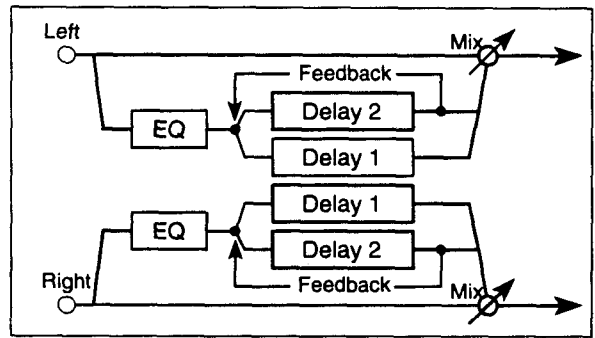 Left
Mix
Feedback
Delay 2
EQ
Delay 1
Delay 1
EQ
Delay 2
Right
Feedback
Mix